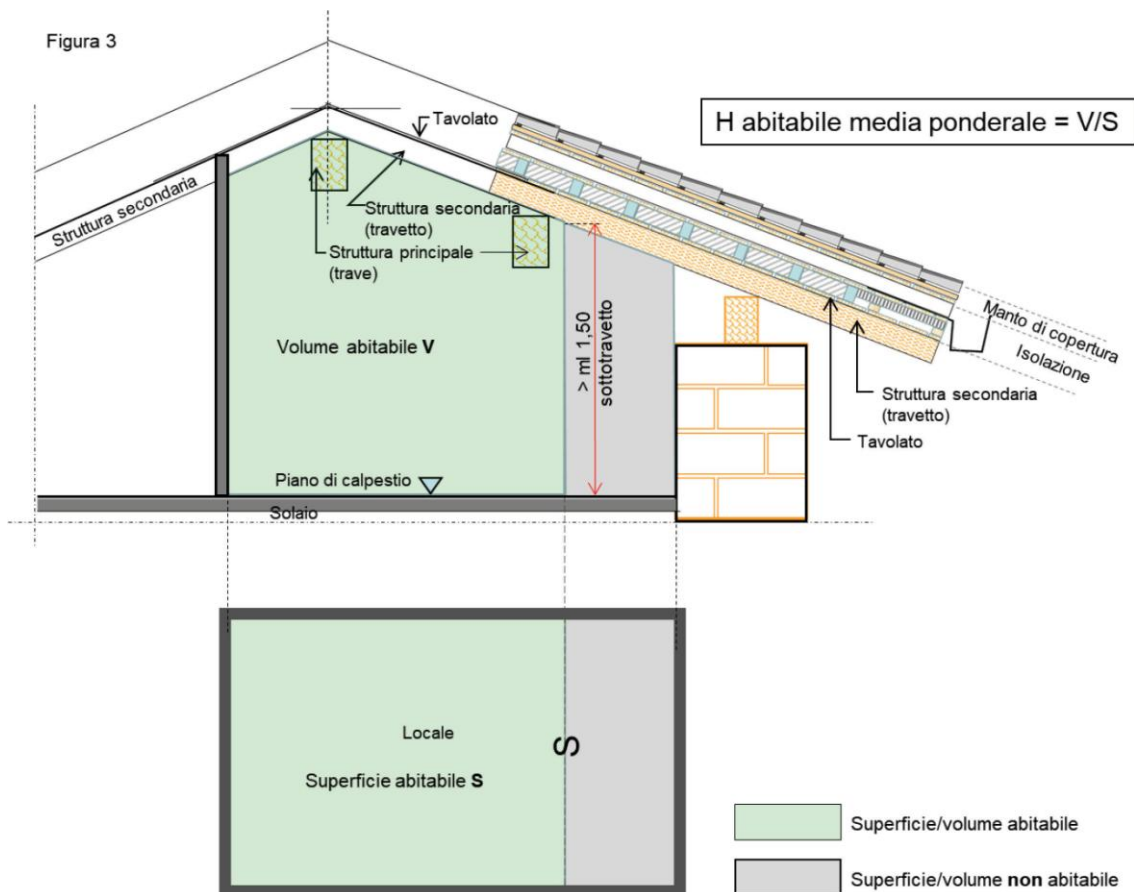 Figura 3
H abitabile media ponderale = V/S
Tavolato
Struttura secondaria
Struttura secondaria
(travetto)
Struttura principale
(trave)
Volume abitabile V
> ml 1,50
sottotravetto
Manto di copertura
Isolazione
Struttura secondaria
(travetto)
Tavolato
Piano di calpestio
Solaio
Locale
S
Superficie abitabile S
Superficie/volume abitabile
Superficie/volume non abitabile